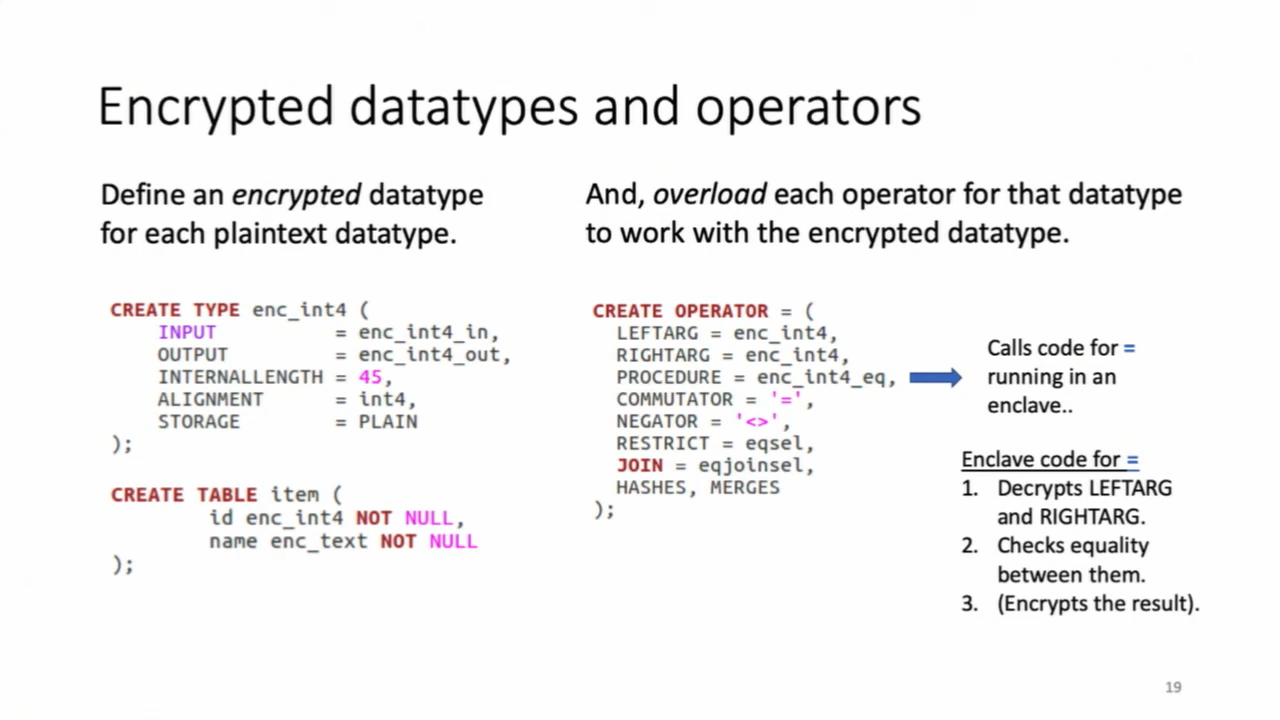 Encrypted datatypes and operators
Define an encrypted datatype
for each plaintext datatype.
CREATE TYPE enc_int4 (
INPUT = enc_int4_in,
OUTPUT = enc_int4_out,
INTERNALLENGTH = 45,
ALIGNMENT = int4,
STORAGE = PLAIN
);
CREATE TABLE item (
id enc_int4 NOT NULL,
name enc_text NOT NULL
);
And, overload each operator for that datatype
to work with the encrypted datatype.
CREATE OPERATOR = (
LEFTARG = enc_int4,
RIGHTARG = enc_int4,
PROCEDURE = enc_int4_eq,
COMMUTATOR = '=',
NEGATOR = '<>',
RESTRICT = eqsel,
JOIN = eqjoinsel,
HASHES, MERGES
);
Calls code for =
running in an
enclave..
Enclave code for =
1. Decrypts LEFTARG
and RIGHTARG.
2. Checks equality
between them.
3. (Encrypts the result).
19